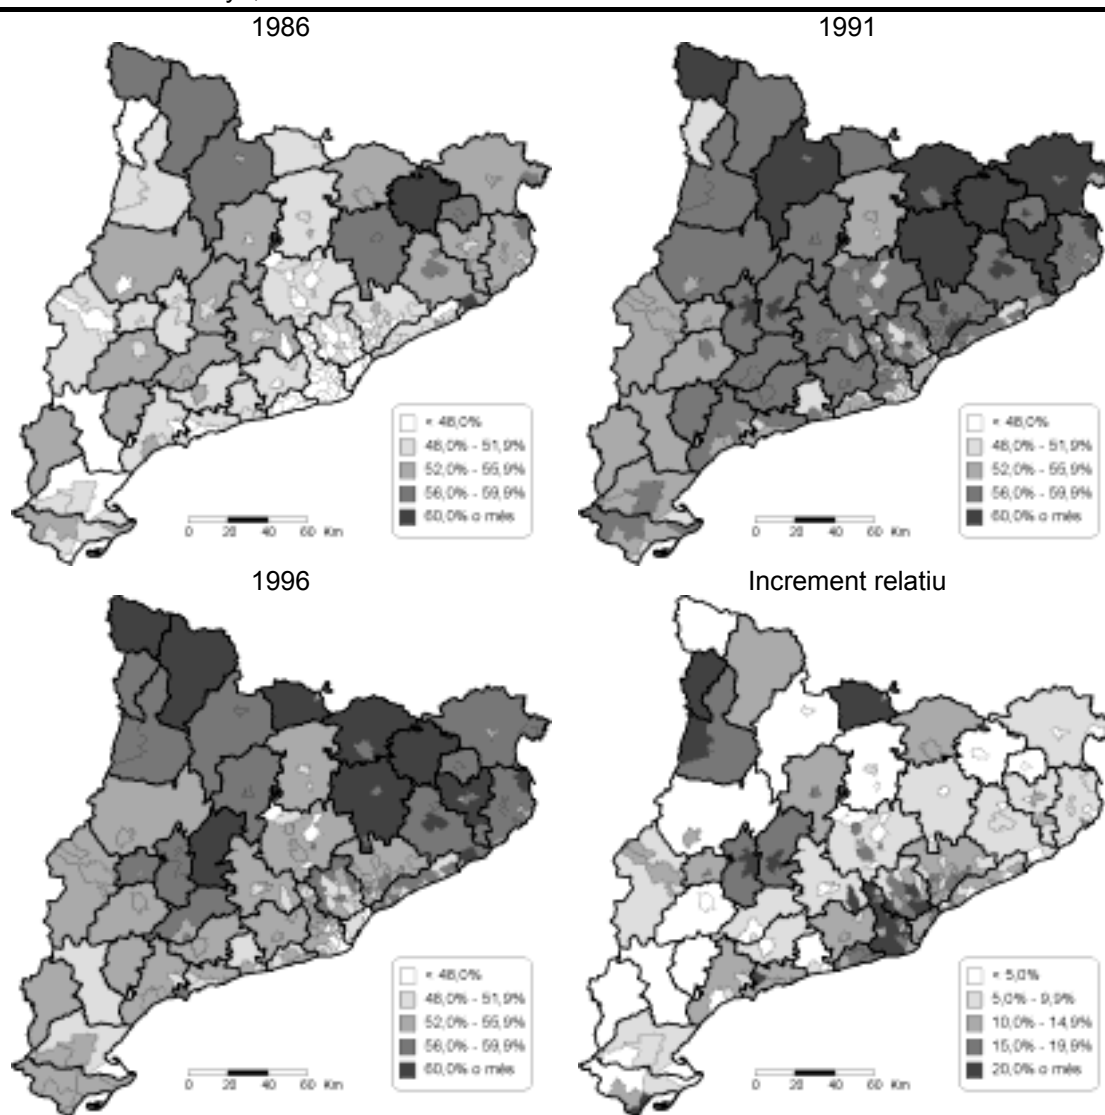 1986
1991
< 48,0%
48,0% - 51,9%
52,0% - 55,9%
56,0% - 59,9%
60,0% o més
0 20 40 60 Km
< 48,0%
48,0% - 51,9%
52,0% - 55,9%
56,0% - 59,9%
60,0% o més
0 20 40 60 Km
1996
Increment relatiu
< 48,0%
48,0% - 51,9%
52,0% - 55,9%
56,0% - 59,9%
60,0% o més
0 20 40 60 Km
< 5,0%
5,0% - 9,9%
10,0% - 14,9%
15,0% - 19,9%
20,0% o més
0 20 40 60 Km